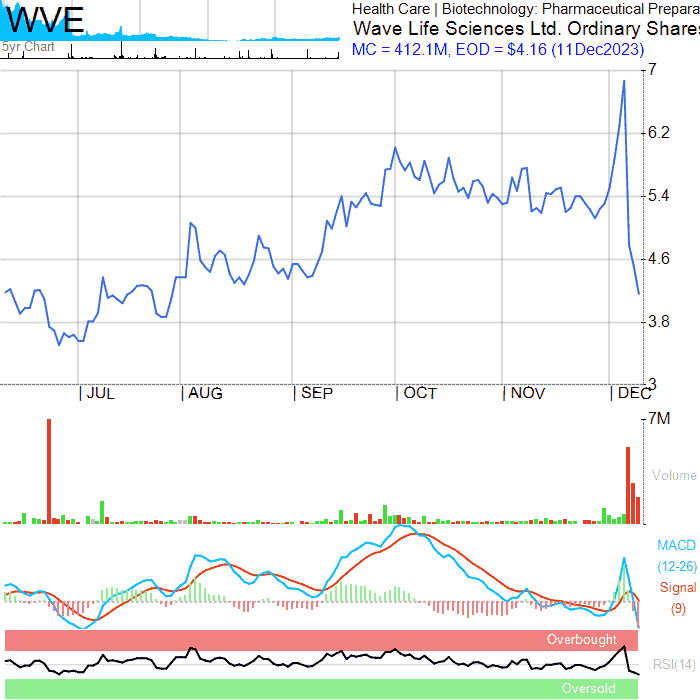 WVE
5yr Chart
Health Care | Biotechnology: Pharmaceutical Prepara
Wave Life Sciences Ltd. Ordinary Shares
MC = 412.1M, EOD = $4.16 (11Dec2023)
7
6.2
5.4
4.6
3.8
3
|JUL |AUG |SEP |OCT |NOV |DEC
7M
Volume
MACD
(12-26)
Signal
(9)
Overbought
RSI(14)
Oversold